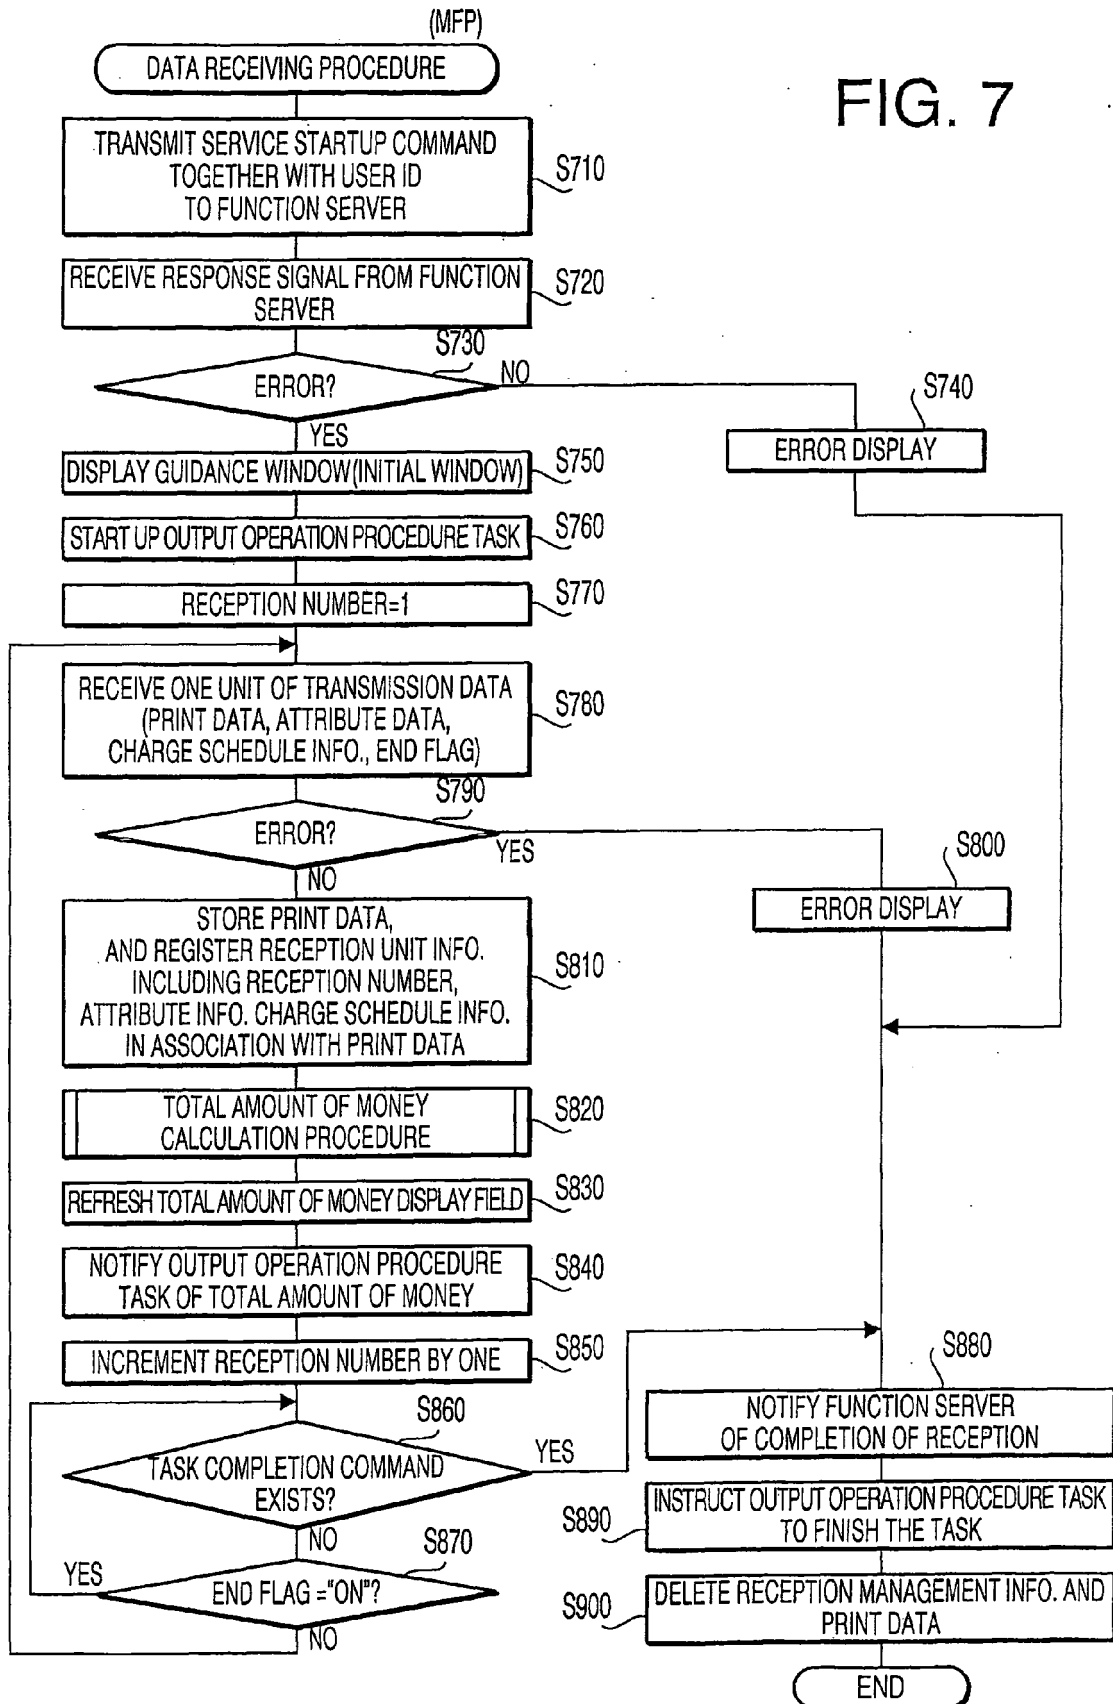 (MFP)
DATA RECEIVING PROCEDURE
FIG. 7
TRANSMIT SERVICE STARTUP COMMAND
TOGETHER WITH USER ID
TO FUNCTION SERVER
S710
RECEIVE RESPONSE SIGNAL FROM FUNCTION
SERVER
S720
S730
ERROR?
NO
YES
S740
ERROR DISPLAY
DISPLAY GUIDANCE WINDOW(INITIAL WINDOW)
S750
START UP OUTPUT OPERATION PROCEDURE TASK
S760
RECEPTION NUMBER=1
S770
RECEIVE ONE UNIT OF TRANSMISSION DATA
(PRINT DATA, ATTRIBUTE DATA,
CHARGE SCHEDULE INFO., END FLAG)
S780
S790
ERROR?
YES
NO
S800
ERROR DISPLAY
STORE PRINT DATA,
AND REGISTER RECEPTION UNIT INFO.
INCLUDING RECEPTION NUMBER,
ATTRIBUTE INFO. CHARGE SCHEDULE INFO.
IN ASSOCIATION WITH PRINT DATA
S810
TOTAL AMOUNT OF MONEY
CALCULATION PROCEDURE
S820
REFRESH TOTAL AMOUNT OF MONEY DISPLAY FIELD
S830
NOTIFY OUTPUT OPERATION PROCEDURE
TASK OF TOTAL AMOUNT OF MONEY
S840
INCREMENT RECEPTION NUMBER BY ONE
S850
S860
TASK COMPLETION COMMAND
EXISTS?
YES
NO
S870
END FLAG ="ON"?
YES
NO
S880
NOTIFY FUNCTION SERVER
OF COMPLETION OF RECEPTION
INSTRUCT OUTPUT OPERATION PROCEDURE TASK
TO FINISH THE TASK
S890
DELETE RECEPTION MANAGEMENT INFO. AND
PRINT DATA
S900
END